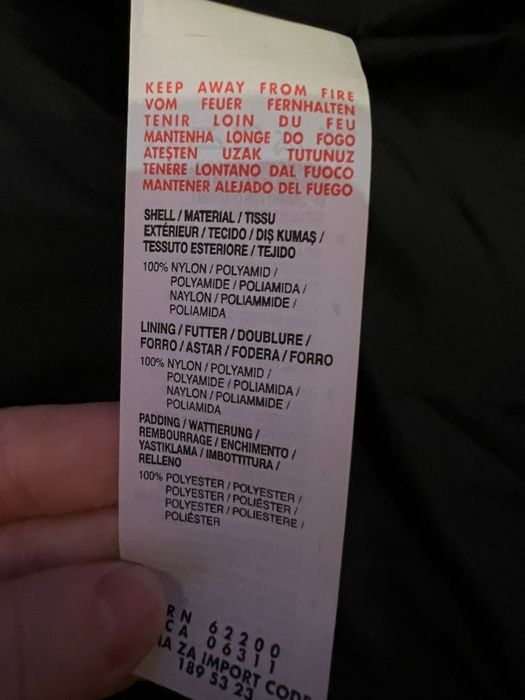 KEEP AWAY FROM FIRE
VOM FEUER FERNHALTEN
TENIR LOIN DU FEU
MANTENHA LONGE DO FOGO
ATEŞTEN UZAK TUTUNUZ
TENERE LONTANO DAL FUOCO
MANTENER ALEJADO DEL FUEGO
SHELL / MATERIAL / TISSU
EXTÉRIEUR / TECIDO / DIŞ KUMAŞ /
TESSUTO ESTERIORE / TEJIDO
100% NYLON / POLYAMID /
POLYAMIDE / POLIAMIDA /
NAYLON / POLIAMMIDE /
POLIAMIDA
LINING / FUTTER / DOUBLURE /
FORRO / ASTAR / FODERA / FORRO
100% NYLON / POLYAMID /
POLYAMIDE / POLIAMIDA /
NAYLON / POLIAMMIDE /
POLIAMIDA
PADDING / WATTIERUNG /
REMBOURRAGE / ENCHIMENTO /
YASTIKLAMA / IMBOTTITURA /
RELLENO
100% POLYESTER / POLYESTER /
POLYESTER / POLIÉSTER /
POLYESTER / POLIESTERE /
POLIÉSTER
RN 62200
CA 06311
ZA IMPORT CODE
189 53 23